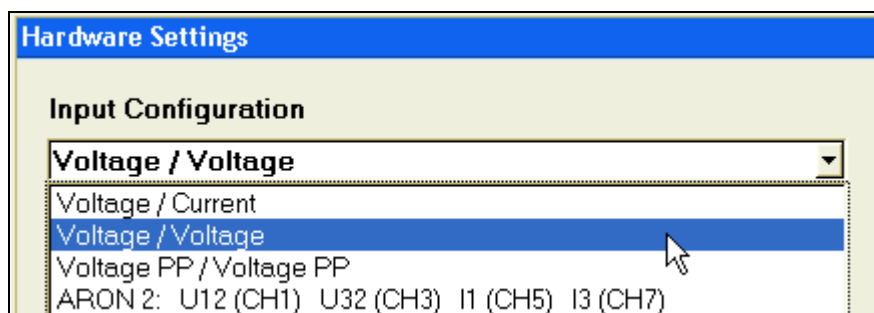 Hardware Settings
Input Configuration
Voltage / Voltage
Voltage / Current
Voltage / Voltage
Voltage PP / Voltage PP
ARON 2: U12 (CH1) U32 (CH3) I1 (CH5) I3 (CH7)